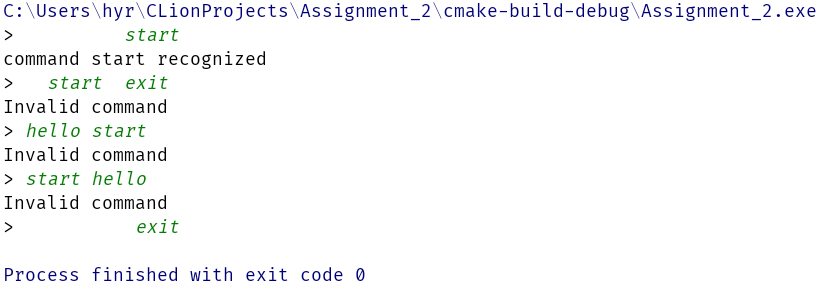 C:\Users\hyr\CLionProjects\Assignment_2\cmake-build-debug\Assignment_2.exe
>          start
command start recognized
>   start  exit
Invalid command
> hello start
Invalid command
> start hello
Invalid command
>           exit

Process finished with exit code 0